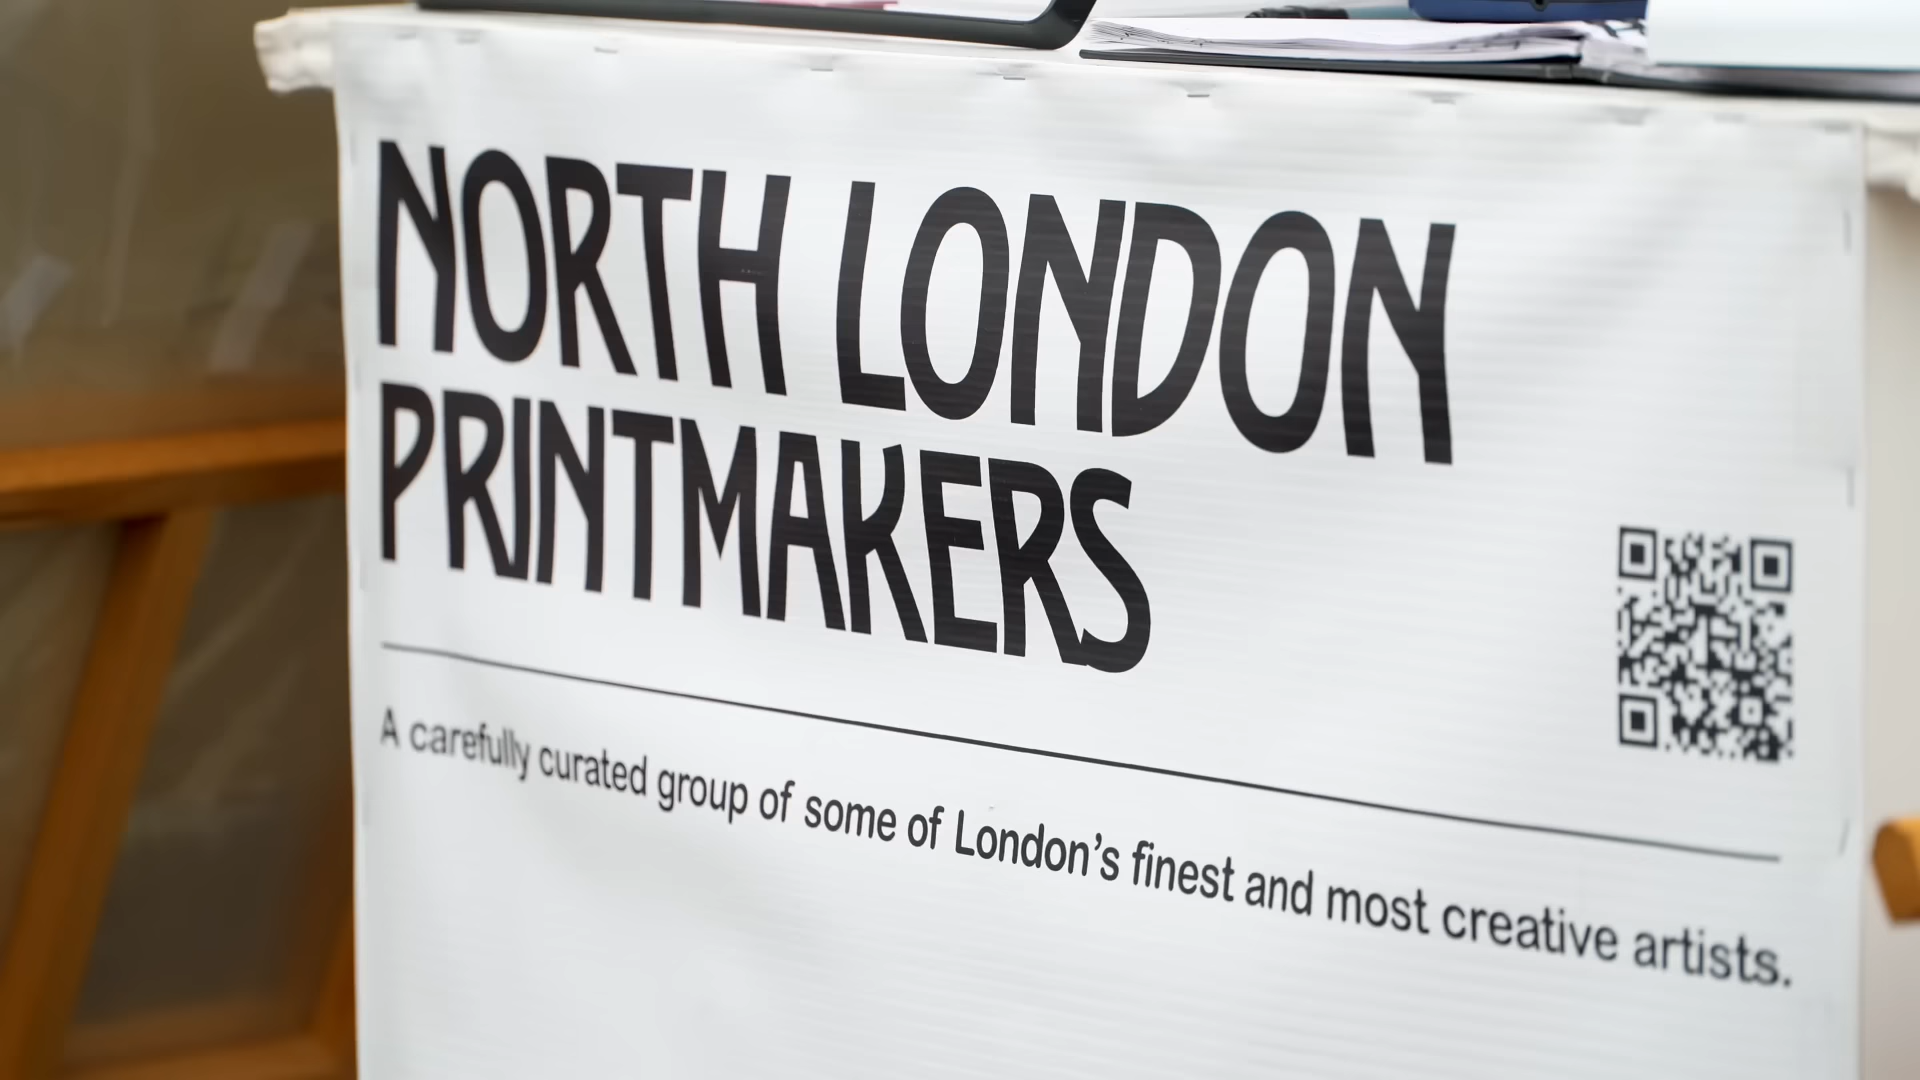 NORTH LONDON
PRINTMAKERS
A carefully curated group of some of London’s finest and most creative artists.